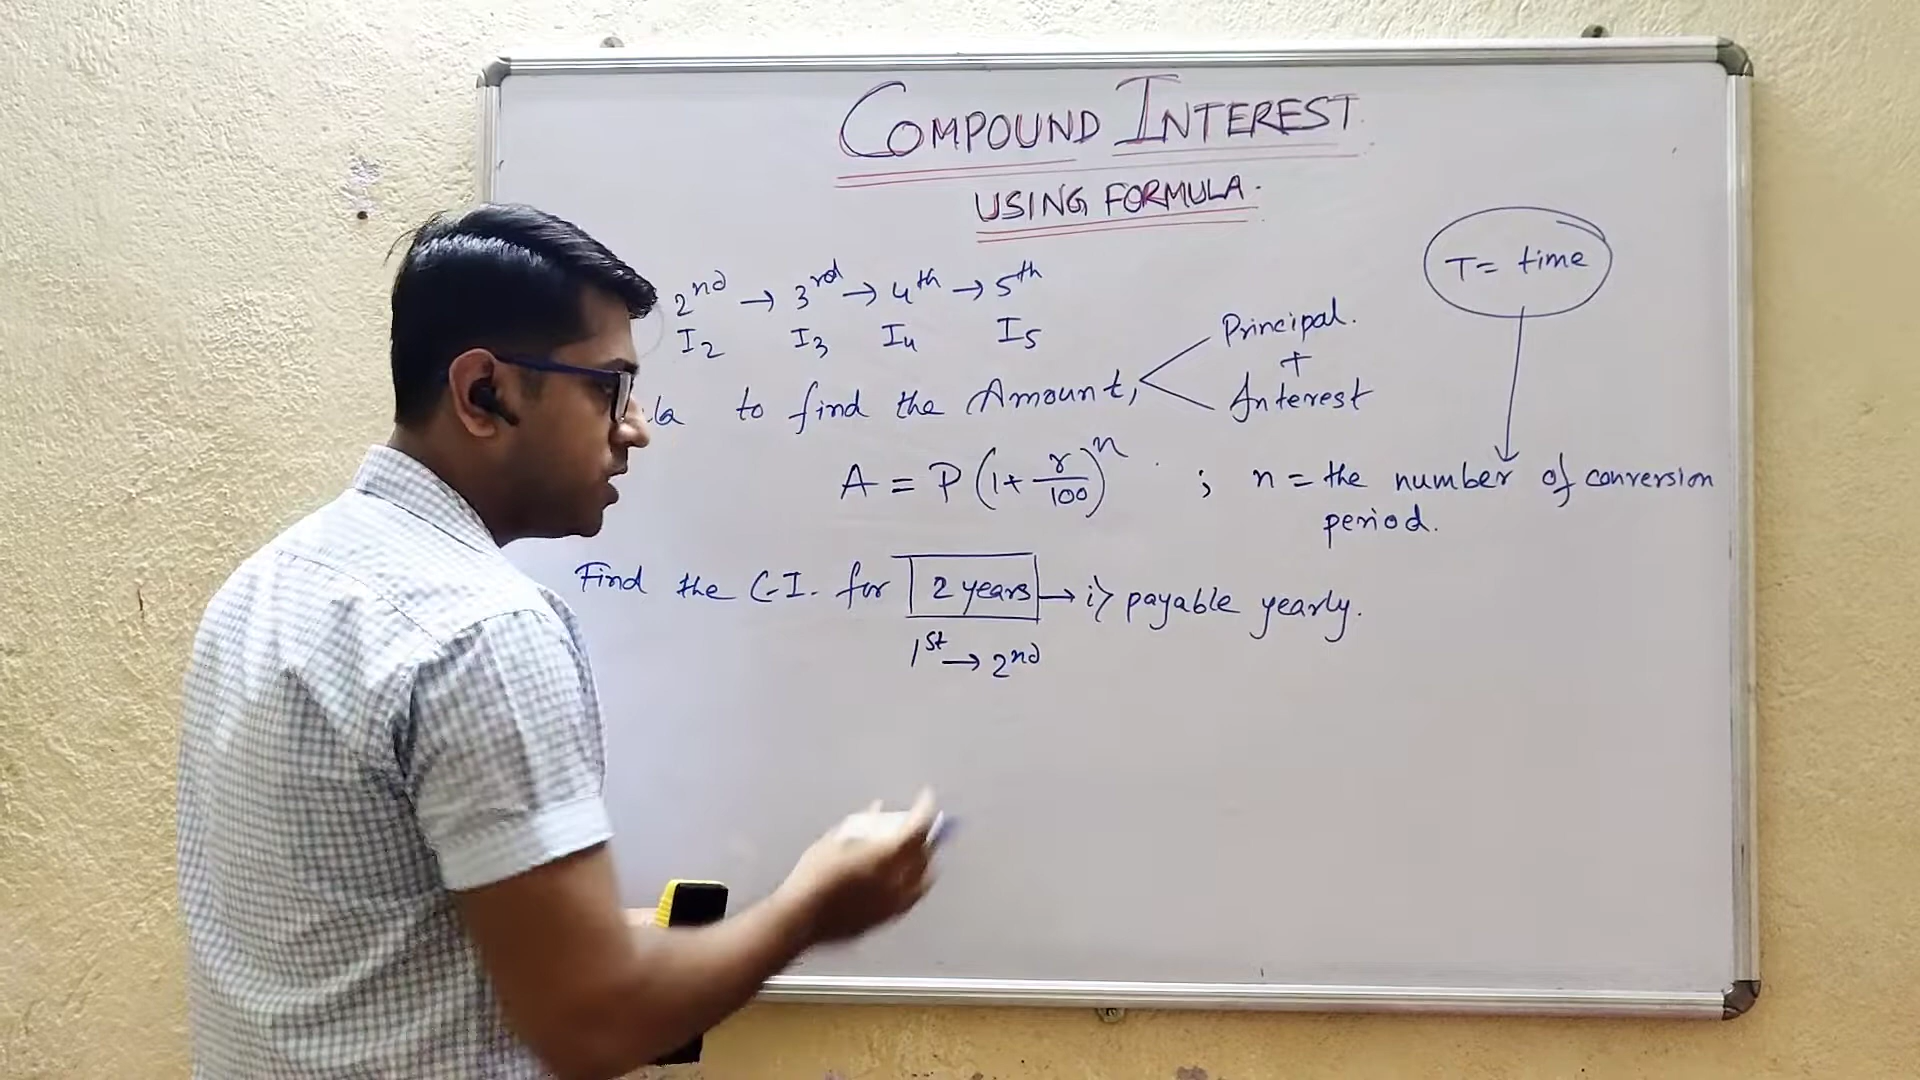 COMPOUND INTEREST.
USING FORMULA.
T = time
2nd → 3rd → 4th → 5th
I2 I3 I4 I5
to find the Amount,
Principal.
+
Interest
A = P (1 + r/100)^n ; n = the number of conversion
period.
Find the C.I. for 2 years → i> payable yearly.
1st → 2nd